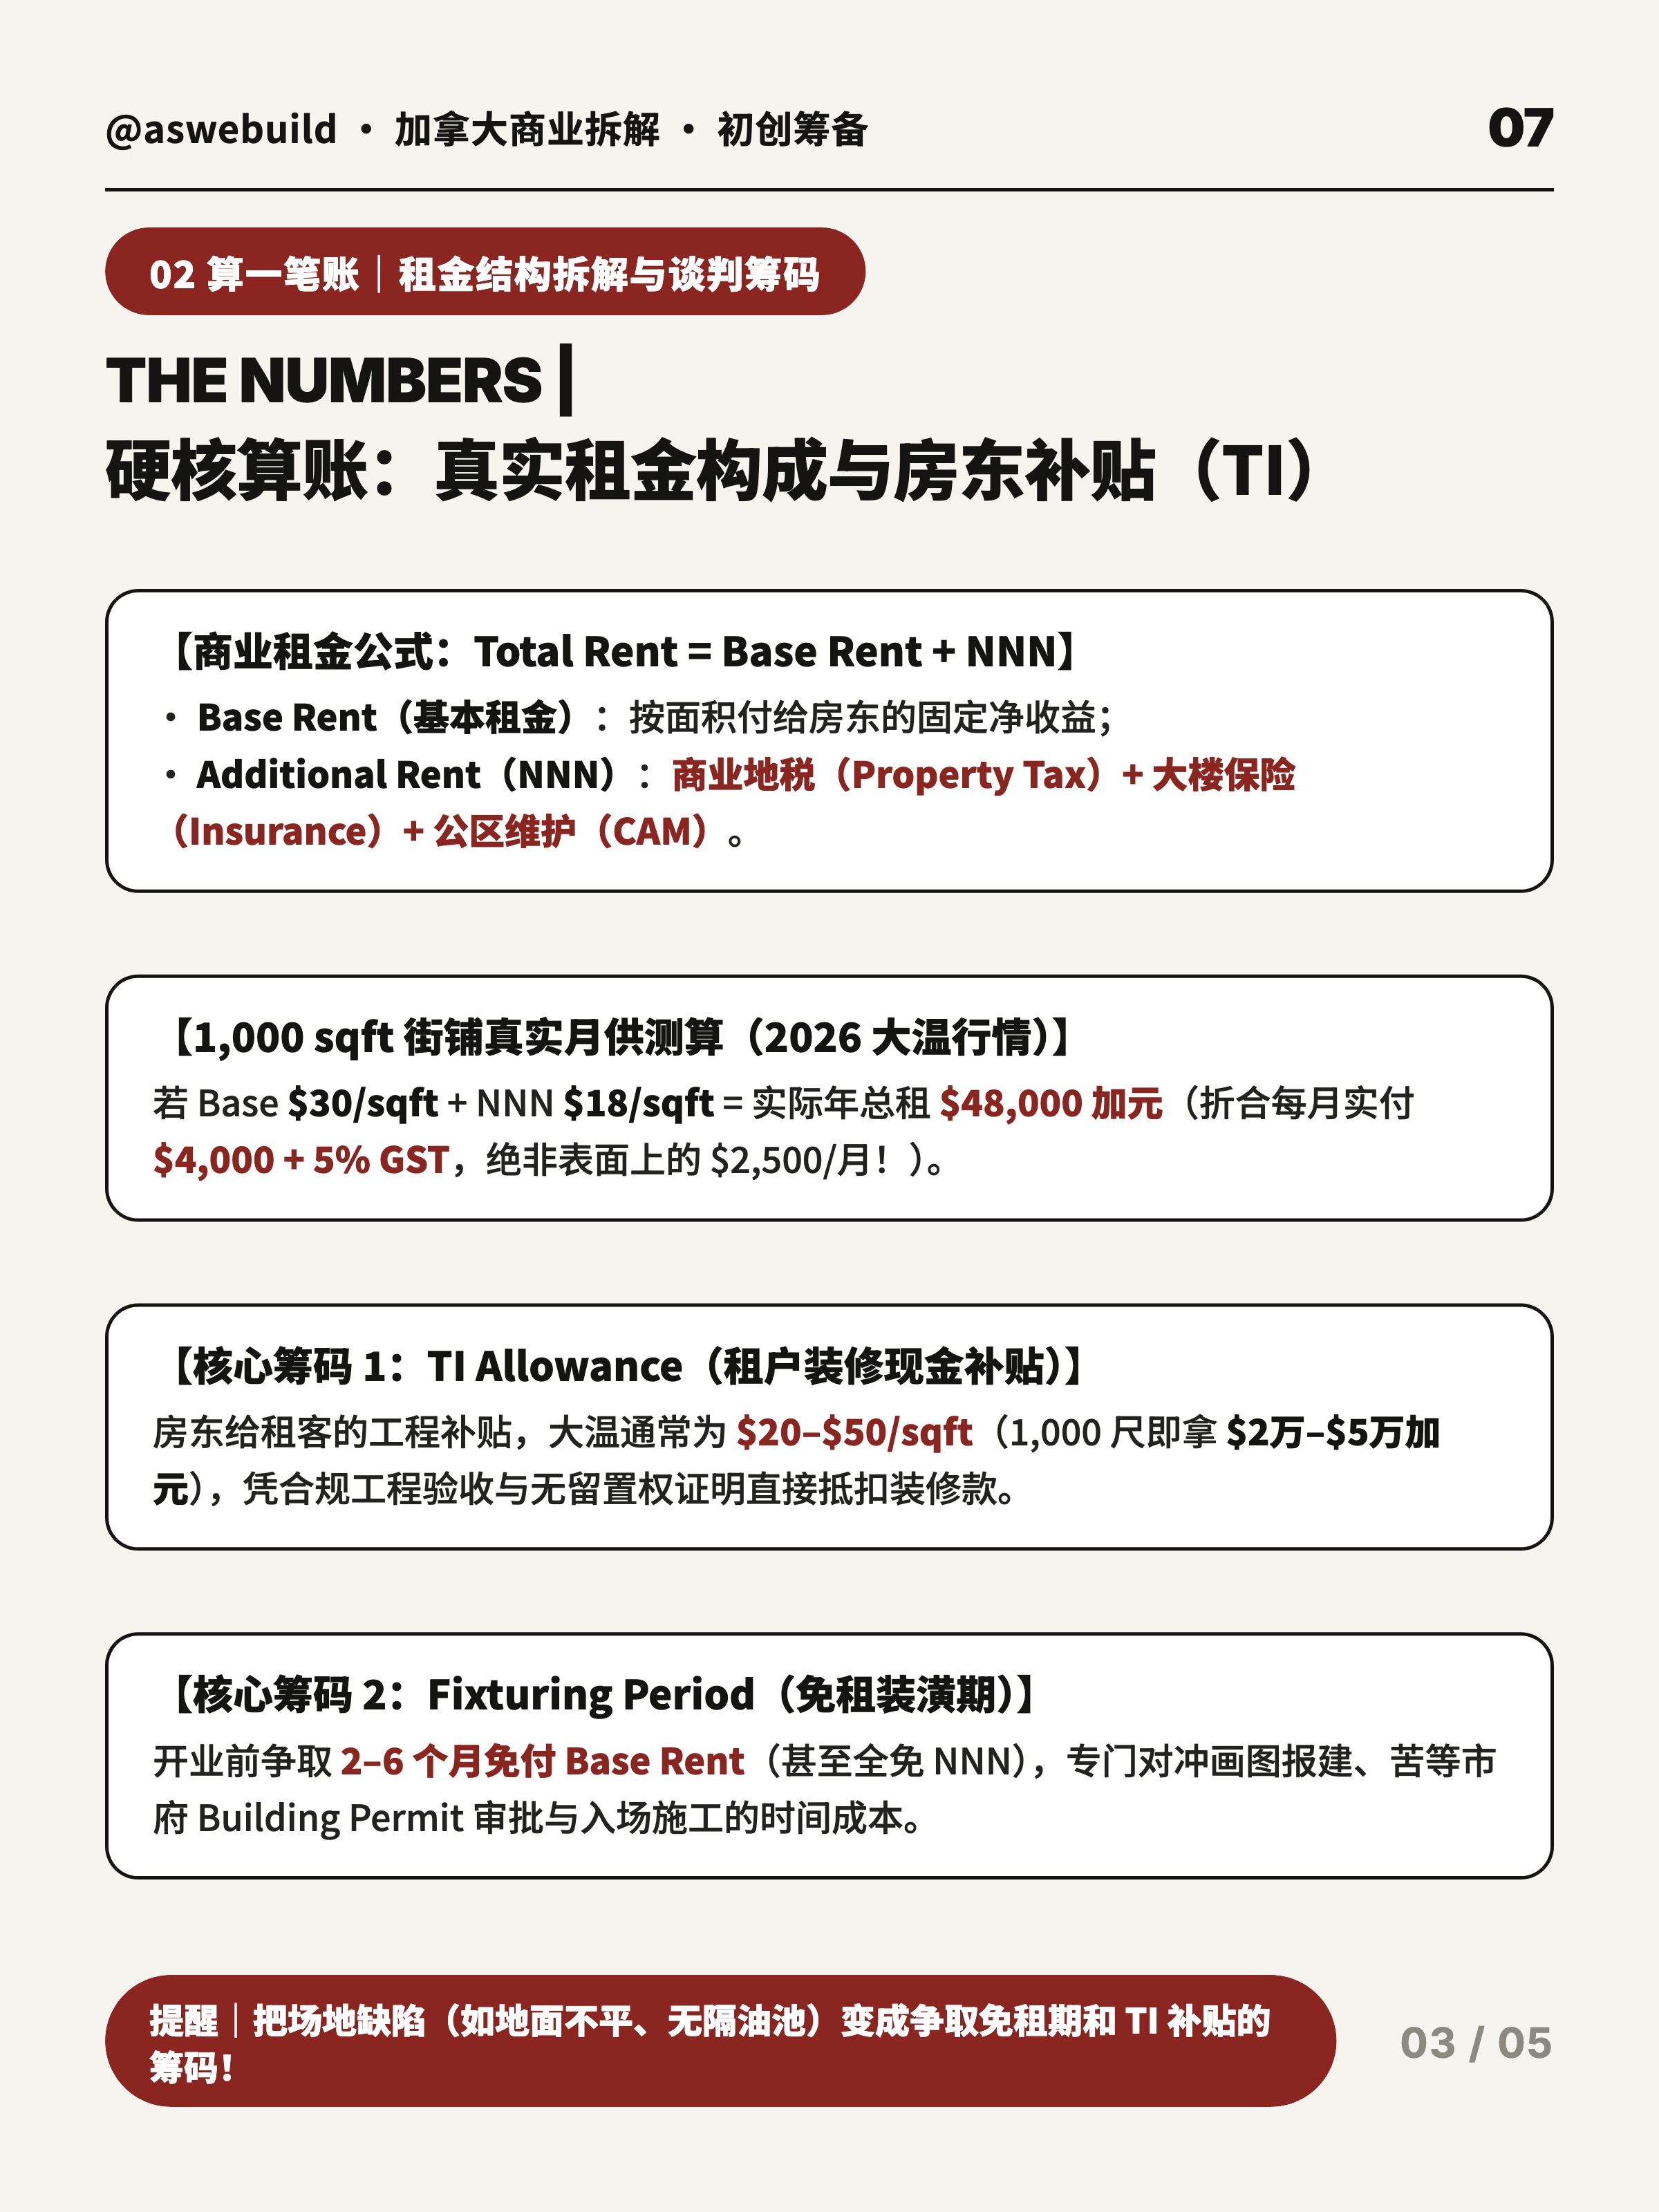 @aswebuild • 加拿大商业拆解 • 初创筹备
07
02 算一笔账｜租金结构拆解与谈判筹码
THE NUMBERS |
硬核算账：真实租金构成与房东补贴（TI）
【商业租金公式：Total Rent = Base Rent + NNN】
• Base Rent（基本租金）：按面积付给房东的固定净收益；
• Additional Rent（NNN）：商业地税（Property Tax）+ 大楼保险
（Insurance）+ 公区维护（CAM）。
【1,000 sqft 街铺真实月供测算（2026 大温行情）】
若 Base $30/sqft + NNN $18/sqft = 实际年总租 $48,000 加元（折合每月实付
$4,000 + 5% GST，绝非表面上的 $2,500/月！）。
【核心筹码 1：TI Allowance（租户装修现金补贴）】
房东给租客的工程补贴，大温通常为 $20–$50/sqft（1,000 尺即拿 $2万–$5万加
元），凭合规工程验收与无留置权证明直接抵扣装修款。
【核心筹码 2：Fixturing Period（免租装潢期）】
开业前争取 2–6 个月免付 Base Rent（甚至全免 NNN），专门对冲画图报建、苦等市
府 Building Permit 审批与入场施工的时间成本。
提醒｜把场地缺陷（如地面不平、无隔油池）变成争取免租期和 TI 补贴的
筹码！
03 / 05